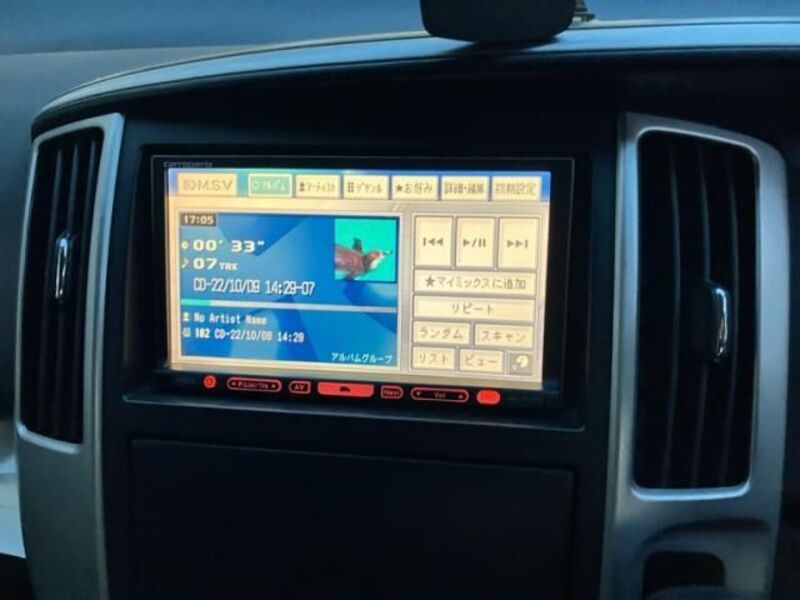 carrozzeria
M.S.V アルバム アーティスト ジャンル ★お好み 詳細・編集 初期設定
17:05
00' 33"
07 TRK
CD-22/10/09 14:29-07
No Artist Name
102 CD-22/10/09 14:29
アルバムグループ
★マイミックスに追加
リピート
ランダム スキャン
リスト ビュー
P.List/Trk AV Navi Vol